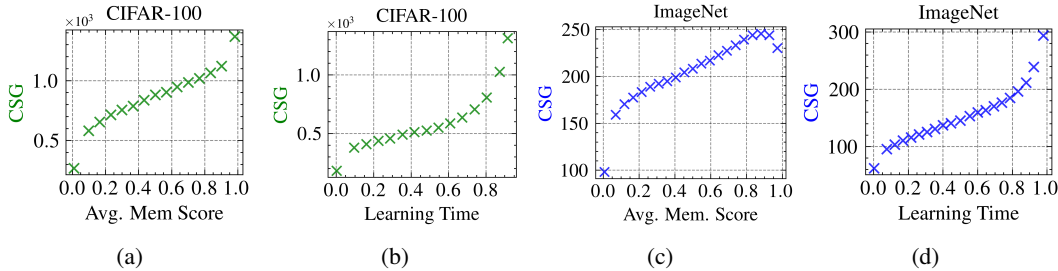 CIFAR-100
×10³
CSG
1.0
0.5
0.0 0.2 0.4 0.6 0.8 1.0
Avg. Mem Score
(a)
CIFAR-100
×10³
CSG
1.0
0.5
0.0 0.2 0.4 0.6 0.8
Learning Time
(b)
ImageNet
CSG
250
200
150
100
0.0 0.2 0.4 0.6 0.8 1.0
Avg. Mem. Score
(c)
ImageNet
CSG
300
200
100
0.0 0.2 0.4 0.6 0.8 1.0
Learning Time
(d)